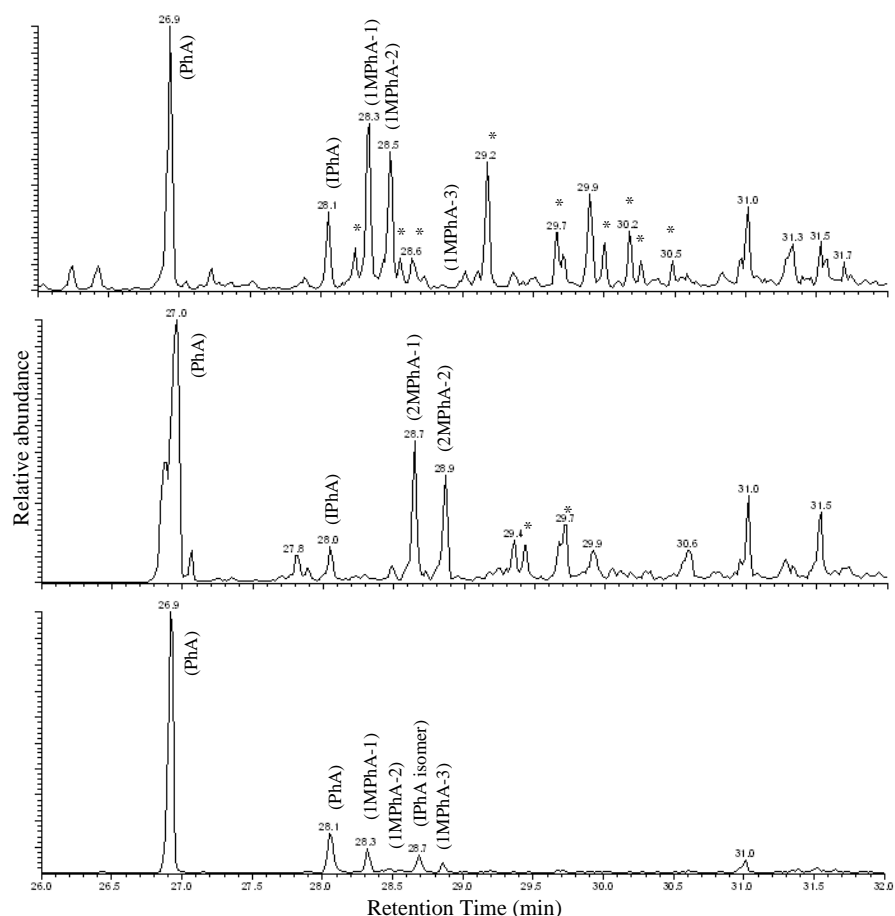 26.9
(PhA)
28.1
(IPhA)
*
28.3
(1MPhA-1)
28.5
(1MPhA-2)
*
28.6
*
(1MPhA-3)
29.2
*
29.7
*
29.9
*
30.2
*
*
30.5
*
31.0
31.3
31.5
31.7
Relative abundance
27.0
(PhA)
27.8
28.0
(IPhA)
28.7
(2MPhA-1)
28.9
(2MPhA-2)
29.4
*
29.7
*
29.9
30.6
31.0
31.5
26.9
(PhA)
28.1
(PhA)
28.3
(1MPhA-1)
(1MPhA-2)
28.7
(IPhA isomer)
(1MPhA-3)
31.0
26.0 27.0 28.0 28.5 29.0 29.5 30.0 30.5 31.0 31.5 32.0
Retention Time (min)